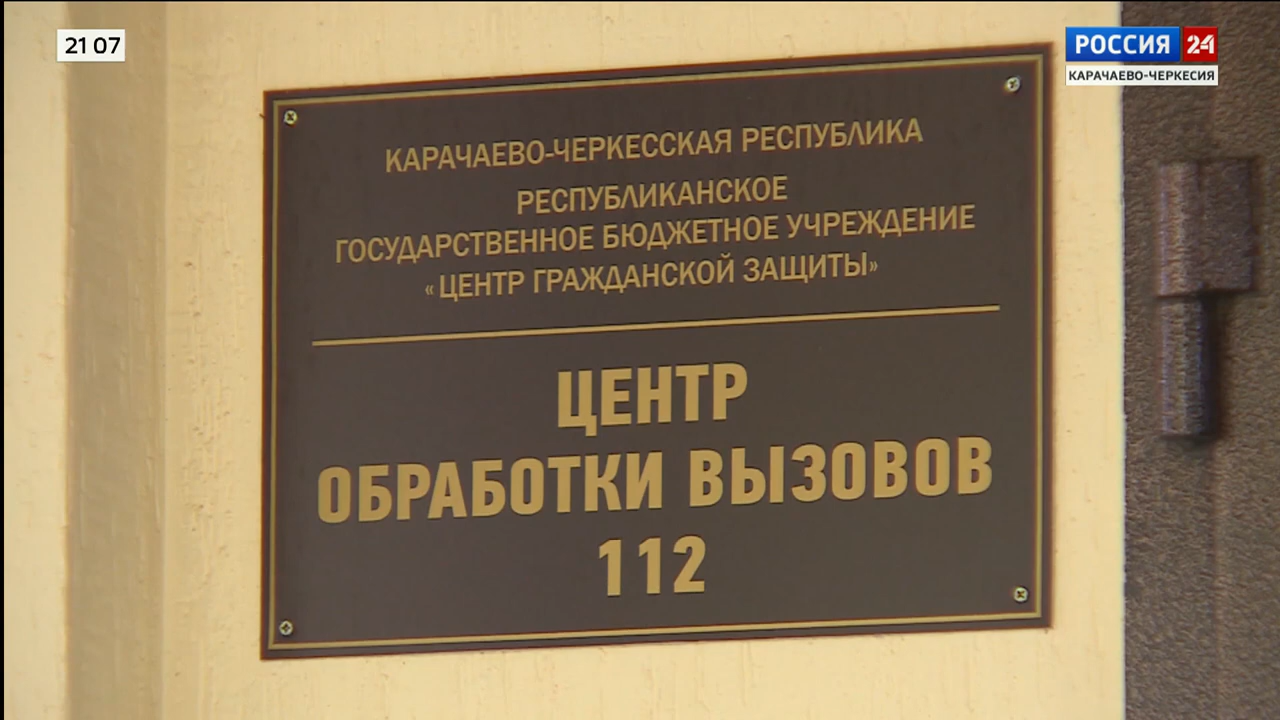 21 07
РОССИЯ 24
КАРАЧАЕВО-ЧЕРКЕСИЯ
КАРАЧАЕВО-ЧЕРКЕССКАЯ РЕСПУБЛИКА
РЕСПУБЛИКАНСКОЕ
ГОСУДАРСТВЕННОЕ БЮДЖЕТНОЕ УЧРЕЖДЕНИЕ
«ЦЕНТР ГРАЖДАНСКОЙ ЗАЩИТЫ»
ЦЕНТР
ОБРАБОТКИ ВЫЗОВОВ
112